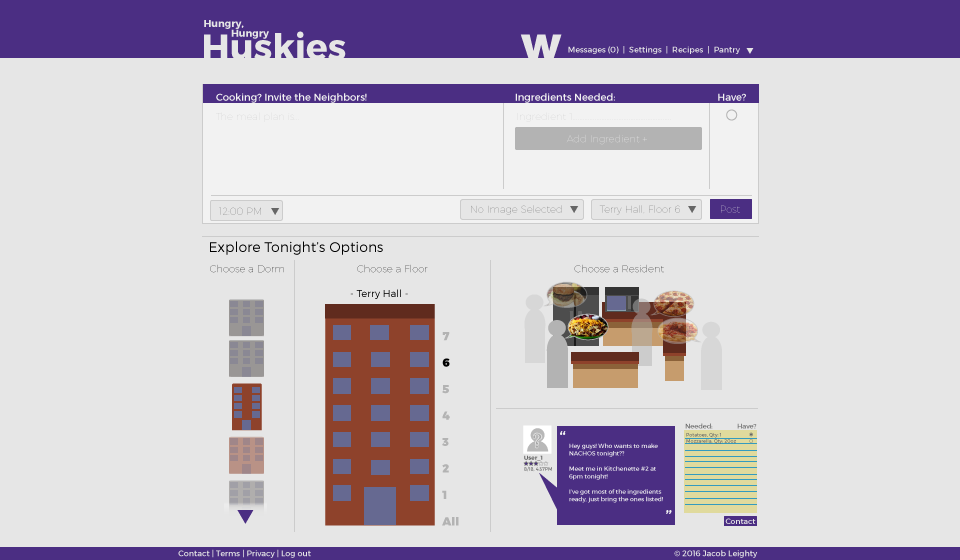 Hungry,
Hungry
Huskies
W
Messages (0) | Settings | Recipes | Pantry
Cooking? Invite the Neighbors!
Ingredients Needed:
Have?
The meal plan is
Ingredient 1
Add Ingredient +
12:00 PM
No Image Selected
Terry Hall: Floor 6
Post
Explore Tonight's Options
Choose a Dorm
Choose a Floor
Choose a Resident
- Terry Hall -
7
6
5
4
3
2
1
All
User_1
8/18, 4:57PM
“
Hey guys! Who wants to make
NACHOS tonight??
Meet me in Kitchenette #2 at
6pm tonight!
I've got most of the ingredients
ready, just bring the ones listed!
”
Needed:
Have?
Potatoes, Qty: 1
Mozzarella, Qty: 20oz
Contact
Contact | Terms | Privacy | Log out
© 2016 Jacob Leighty